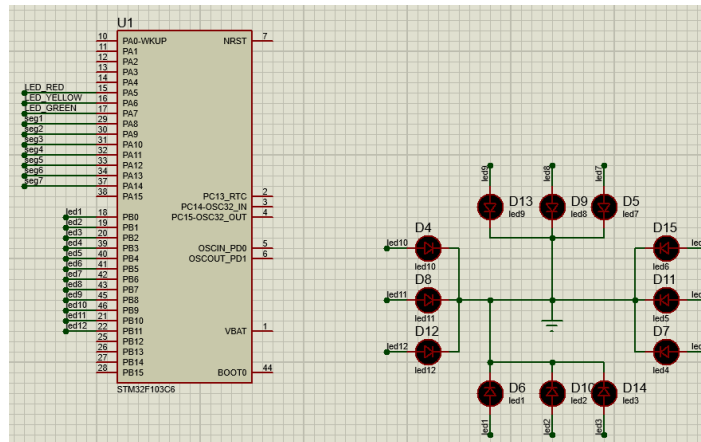 U1
10 PA0-WKUP NRST 7
11 PA1
12 PA2
13 PA3
14 PA4
LED_RED 15 PA5
LED_YELLOW 16 PA6
LED_GREEN 17 PA7
seg1 29 PA8
seg2 30 PA9
seg3 31 PA10
seg4 32 PA11
seg5 33 PA12
seg6 34 PA13
seg7 37 PA14
38 PA15 PC13_RTC 2
PC14-OSC32_IN 3
led1 18 PB0 PC15-OSC32_OUT 4
led2 19 PB1
led3 20 PB2
led4 39 PB3 OSCIN_PD0 5
led5 40 PB4 OSCOUT_PD1 6
led6 41 PB5
led7 42 PB6
led8 43 PB7
led9 45 PB8
led10 46 PB9
led11 21 PB10
led12 22 PB11 VBAT 1
25 PB12
26 PB13
27 PB14
28 PB15 BOOT0 44
STM32F103C6
led9 led8 led7
D13 D9 D5
led9 led8 led7
D4 D15
led10
led10 led6
D8 D11
led11
led11 led5
D12 D7
led12
led12 led4
D6 D10 D14
led1 led2 led3
led1 led2 led3